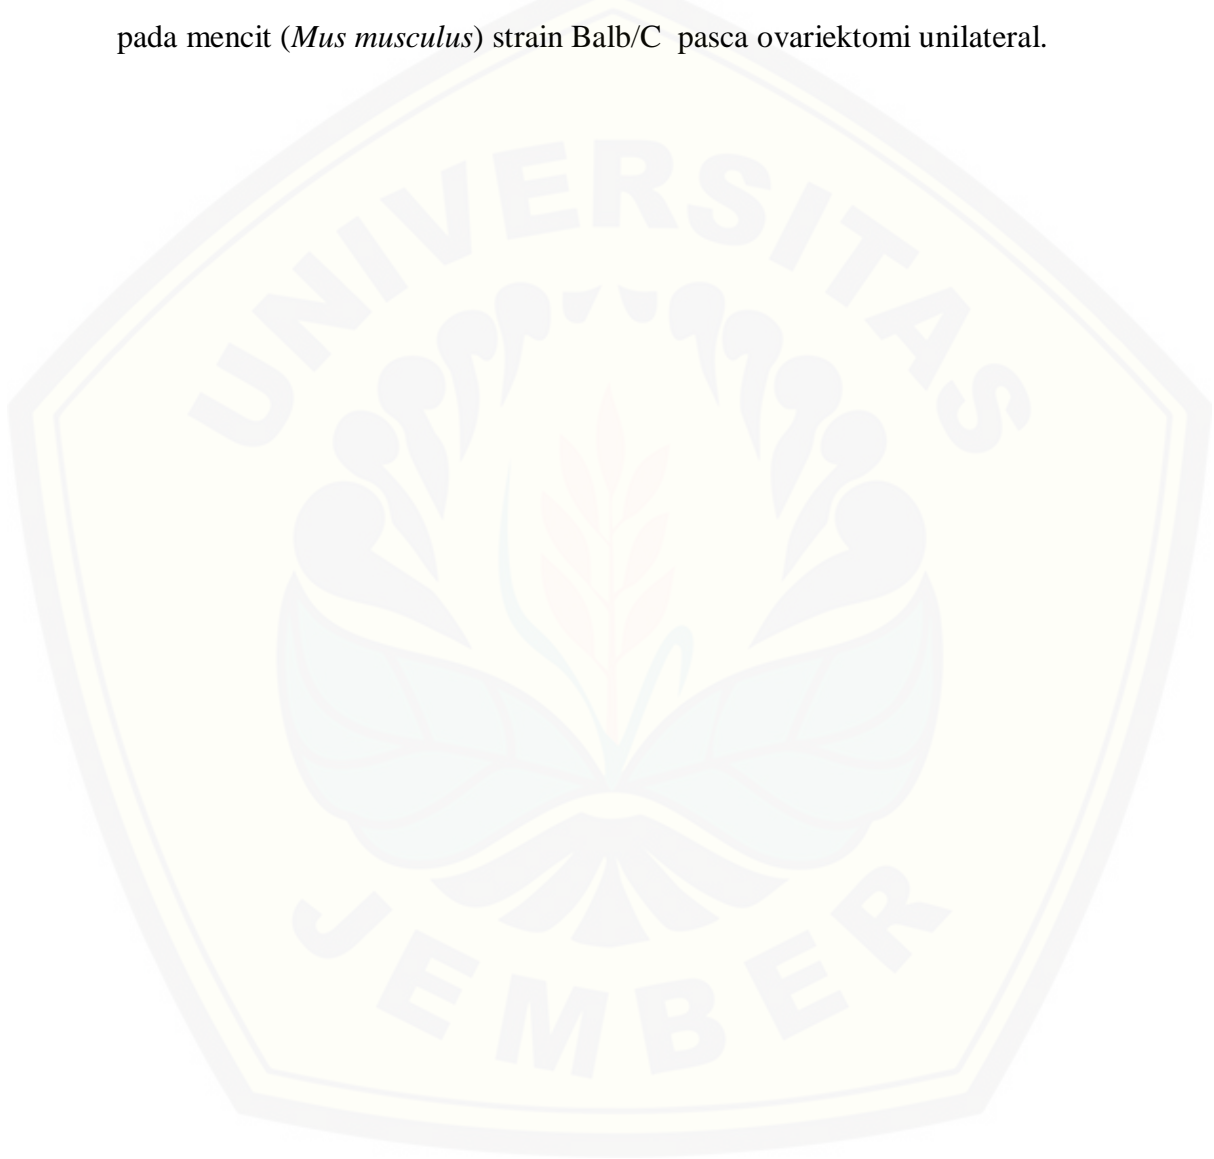 pada mencit (Mus musculus) strain Balb/C  pasca ovariektomi unilateral.
UNIVERSITAS
JEMBER